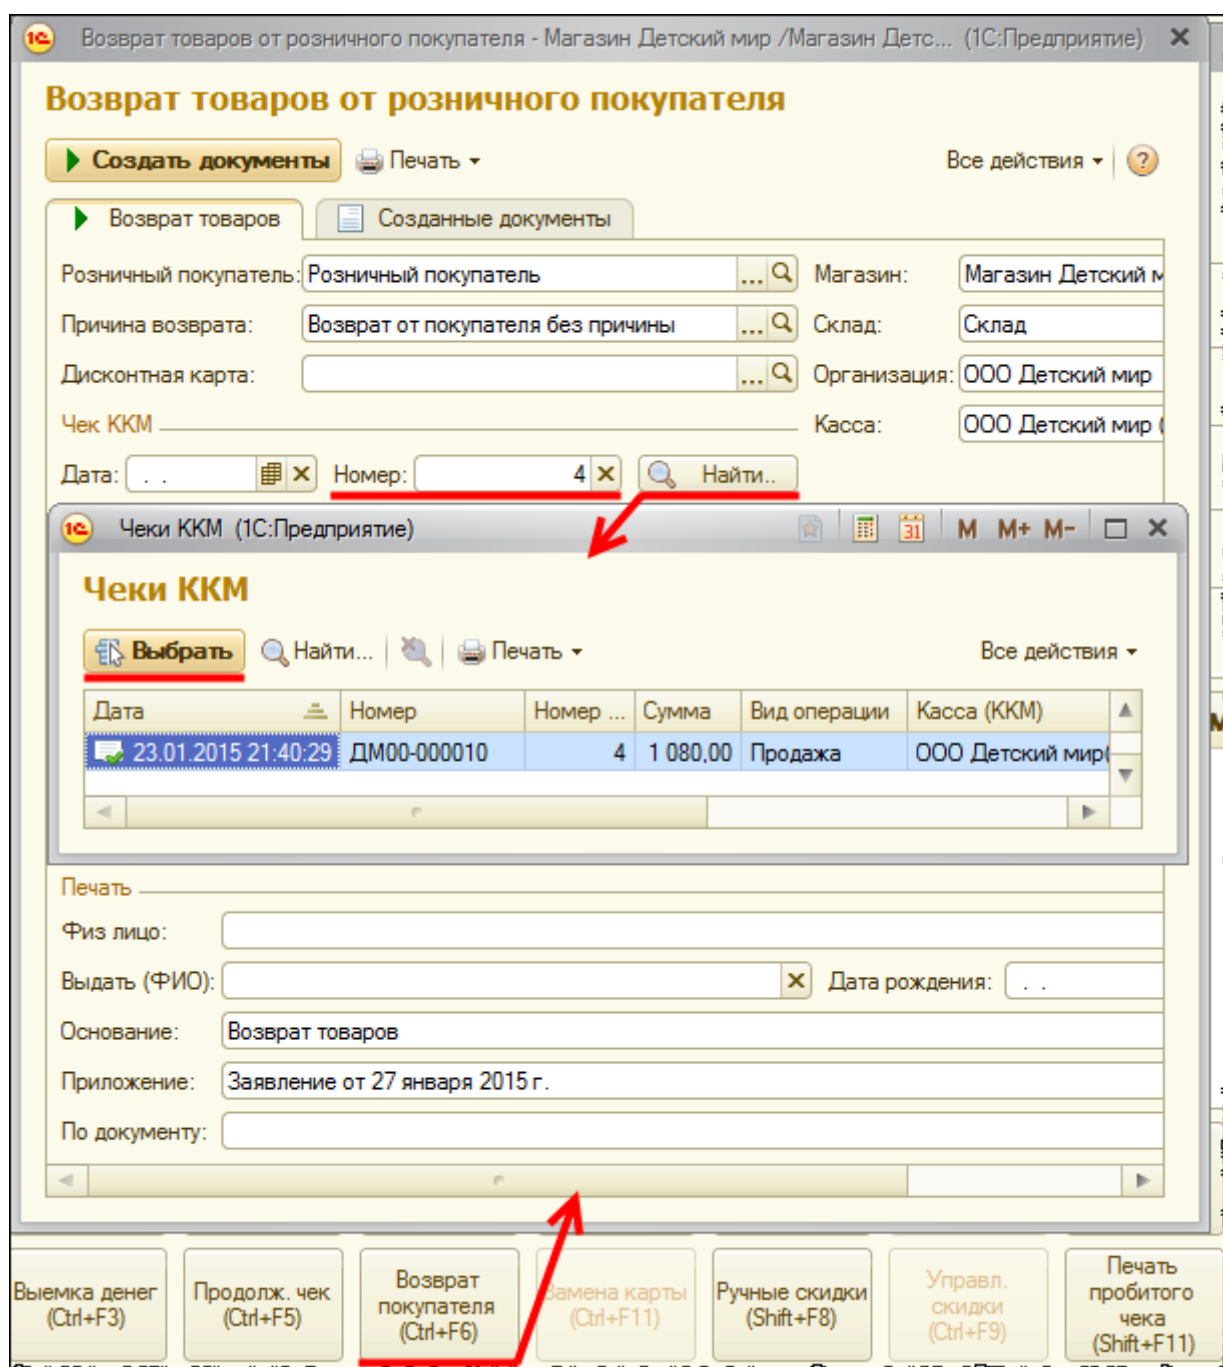 Возврат товаров от розничного покупателя - Магазин Детский мир /Магазин Детс... (1С:Предприятие)
Возврат товаров от розничного покупателя
Создать документы Печать Все действия ?
Возврат товаров Созданные документы
Розничный покупатель: Розничный покупатель ... Магазин: Магазин Детский м
Причина возврата: Возврат от покупателя без причины ... Склад: Склад
Дисконтная карта: ... Организация: ООО Детский мир
Чек ККМ Касса: ООО Детский мир (
Дата: . . Номер: 4 Найти..
Чеки ККМ (1С:Предприятие) 31 M M+ M-
Чеки ККМ
Выбрать Найти... Печать Все действия
Дата Номер Номер ... Сумма Вид операции Касса (ККМ)
23.01.2015 21:40:29 ДМ00-000010 4 1 080,00 Продажа ООО Детский мир(
Печать
Физ лицо:
Выдать (ФИО): Дата рождения: . .
Основание: Возврат товаров
Приложение: Заявление от 27 января 2015 г.
По документу:
Выемка денег (Ctrl+F3)
Продолж. чек (Ctrl+F5)
Возврат покупателя (Ctrl+F6)
Замена карты (Ctrl+F11)
Ручные скидки (Shift+F8)
Управл. скидки (Ctrl+F9)
Печать пробитого чека (Shift+F11)